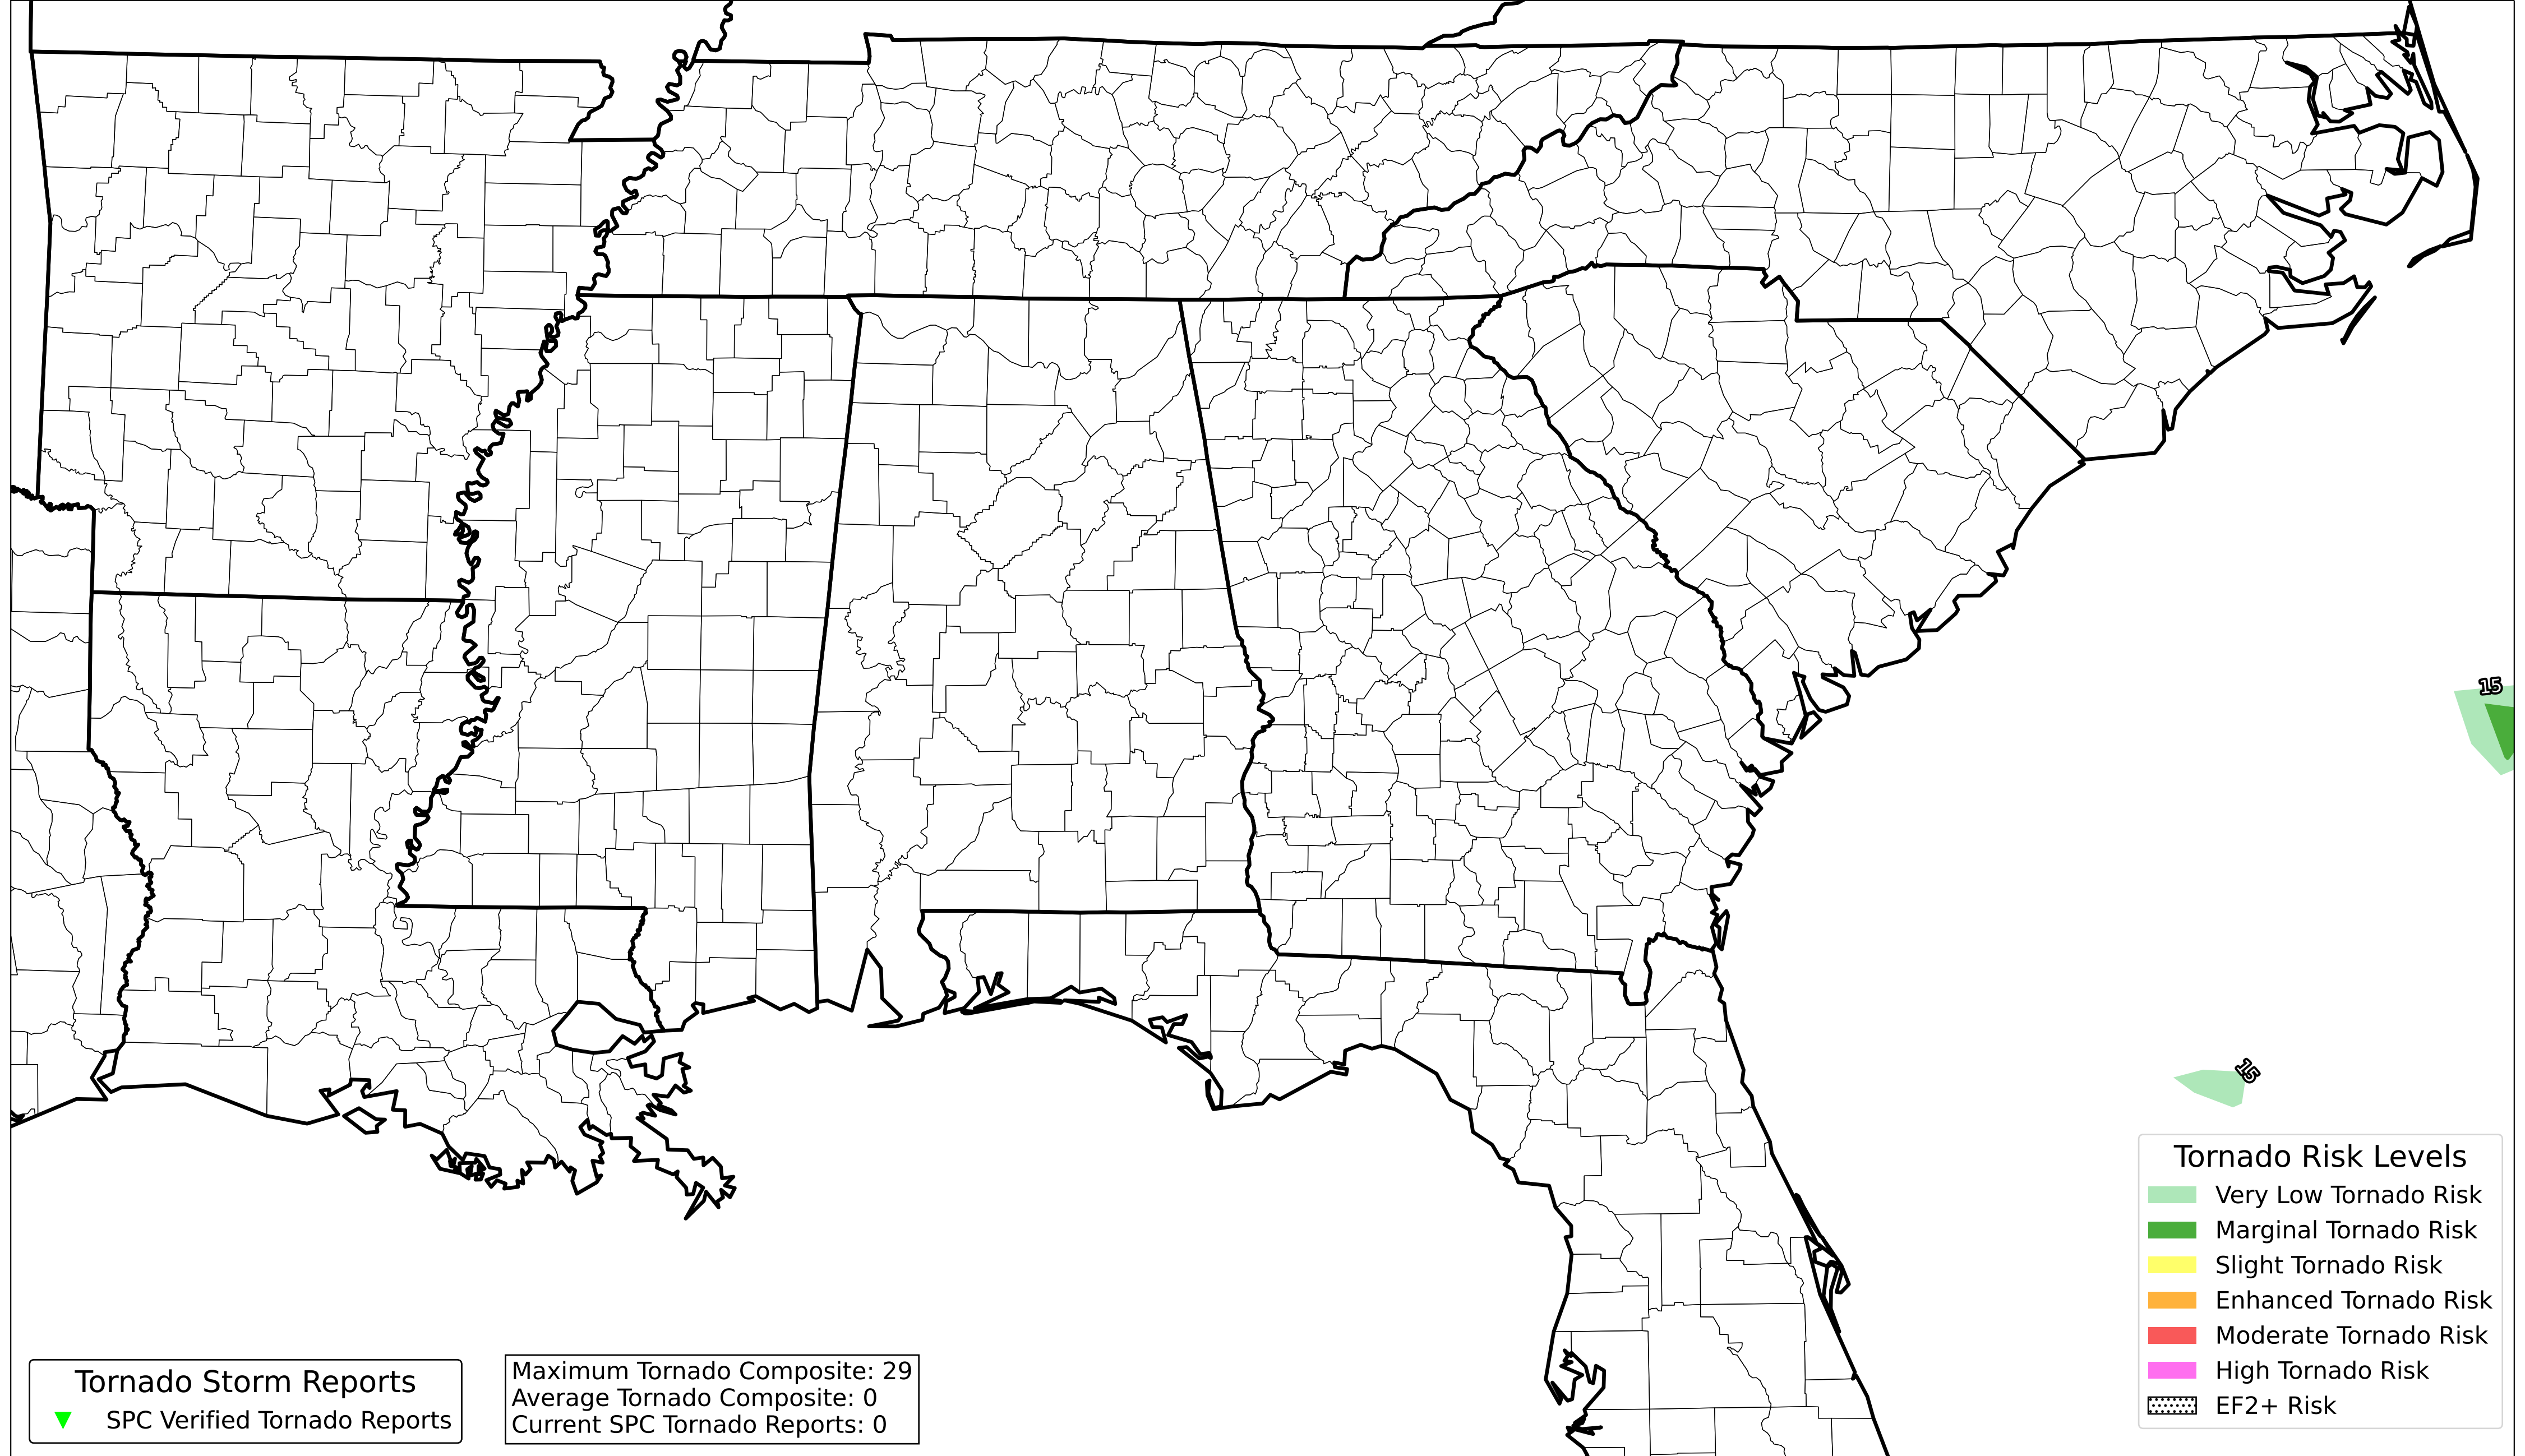 15
15
Tornado Risk Levels
Very Low Tornado Risk
Marginal Tornado Risk
Slight Tornado Risk
Enhanced Tornado Risk
Moderate Tornado Risk
High Tornado Risk
EF2+ Risk
Tornado Storm Reports
SPC Verified Tornado Reports
Maximum Tornado Composite: 29
Average Tornado Composite: 0
Current SPC Tornado Reports: 0